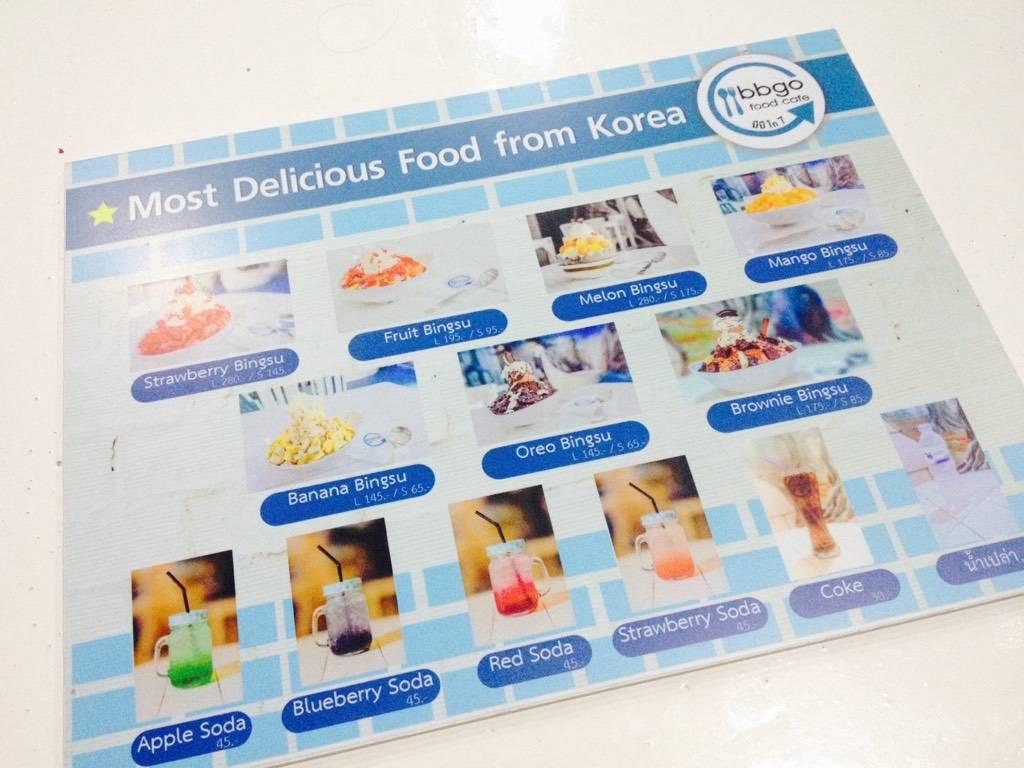 Most Delicious Food from Korea
bbgo
food cafe
บีบี โก ไ
Strawberry Bingsu
L 280.- / S 145.
Fruit Bingsu
L 195.- / S 95.-
Melon Bingsu
L 280.- / S 175.-
Mango Bingsu
L 175.- / S 85
Banana Bingsu
L 145.- / S 65.-
Oreo Bingsu
L 145.- / S 65.-
Brownie Bingsu
L 175.- / S 85.-
Apple Soda
45.-
Blueberry Soda
45.-
Red Soda
45.-
Strawberry Soda
45.-
Coke
30.-
น้ำเปล่า